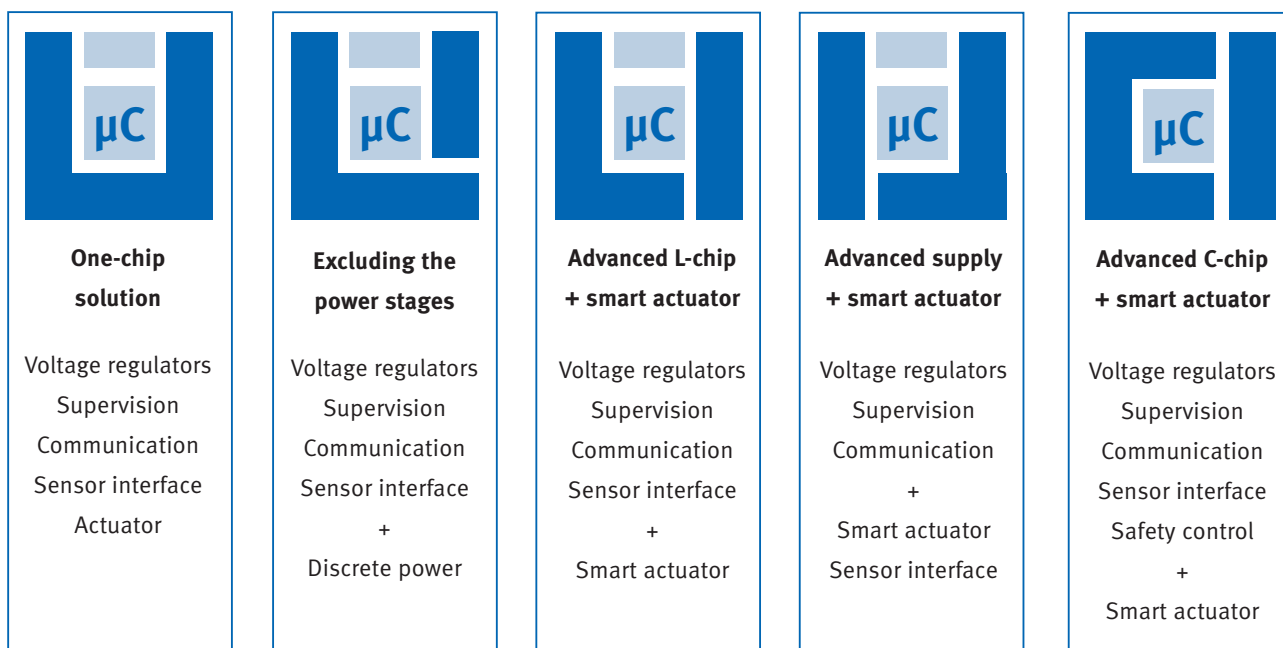 µC
One-chip
solution
Voltage regulators
Supervision
Communication
Sensor interface
Actuator
µC
Excluding the
power stages
Voltage regulators
Supervision
Communication
Sensor interface
+
Discrete power
µC
Advanced L-chip
+ smart actuator
Voltage regulators
Supervision
Communication
Sensor interface
+
Smart actuator
µC
Advanced supply
+ smart actuator
Voltage regulators
Supervision
Communication
+
Smart actuator
Sensor interface
µC
Advanced C-chip
+ smart actuator
Voltage regulators
Supervision
Communication
Sensor interface
Safety control
+
Smart actuator